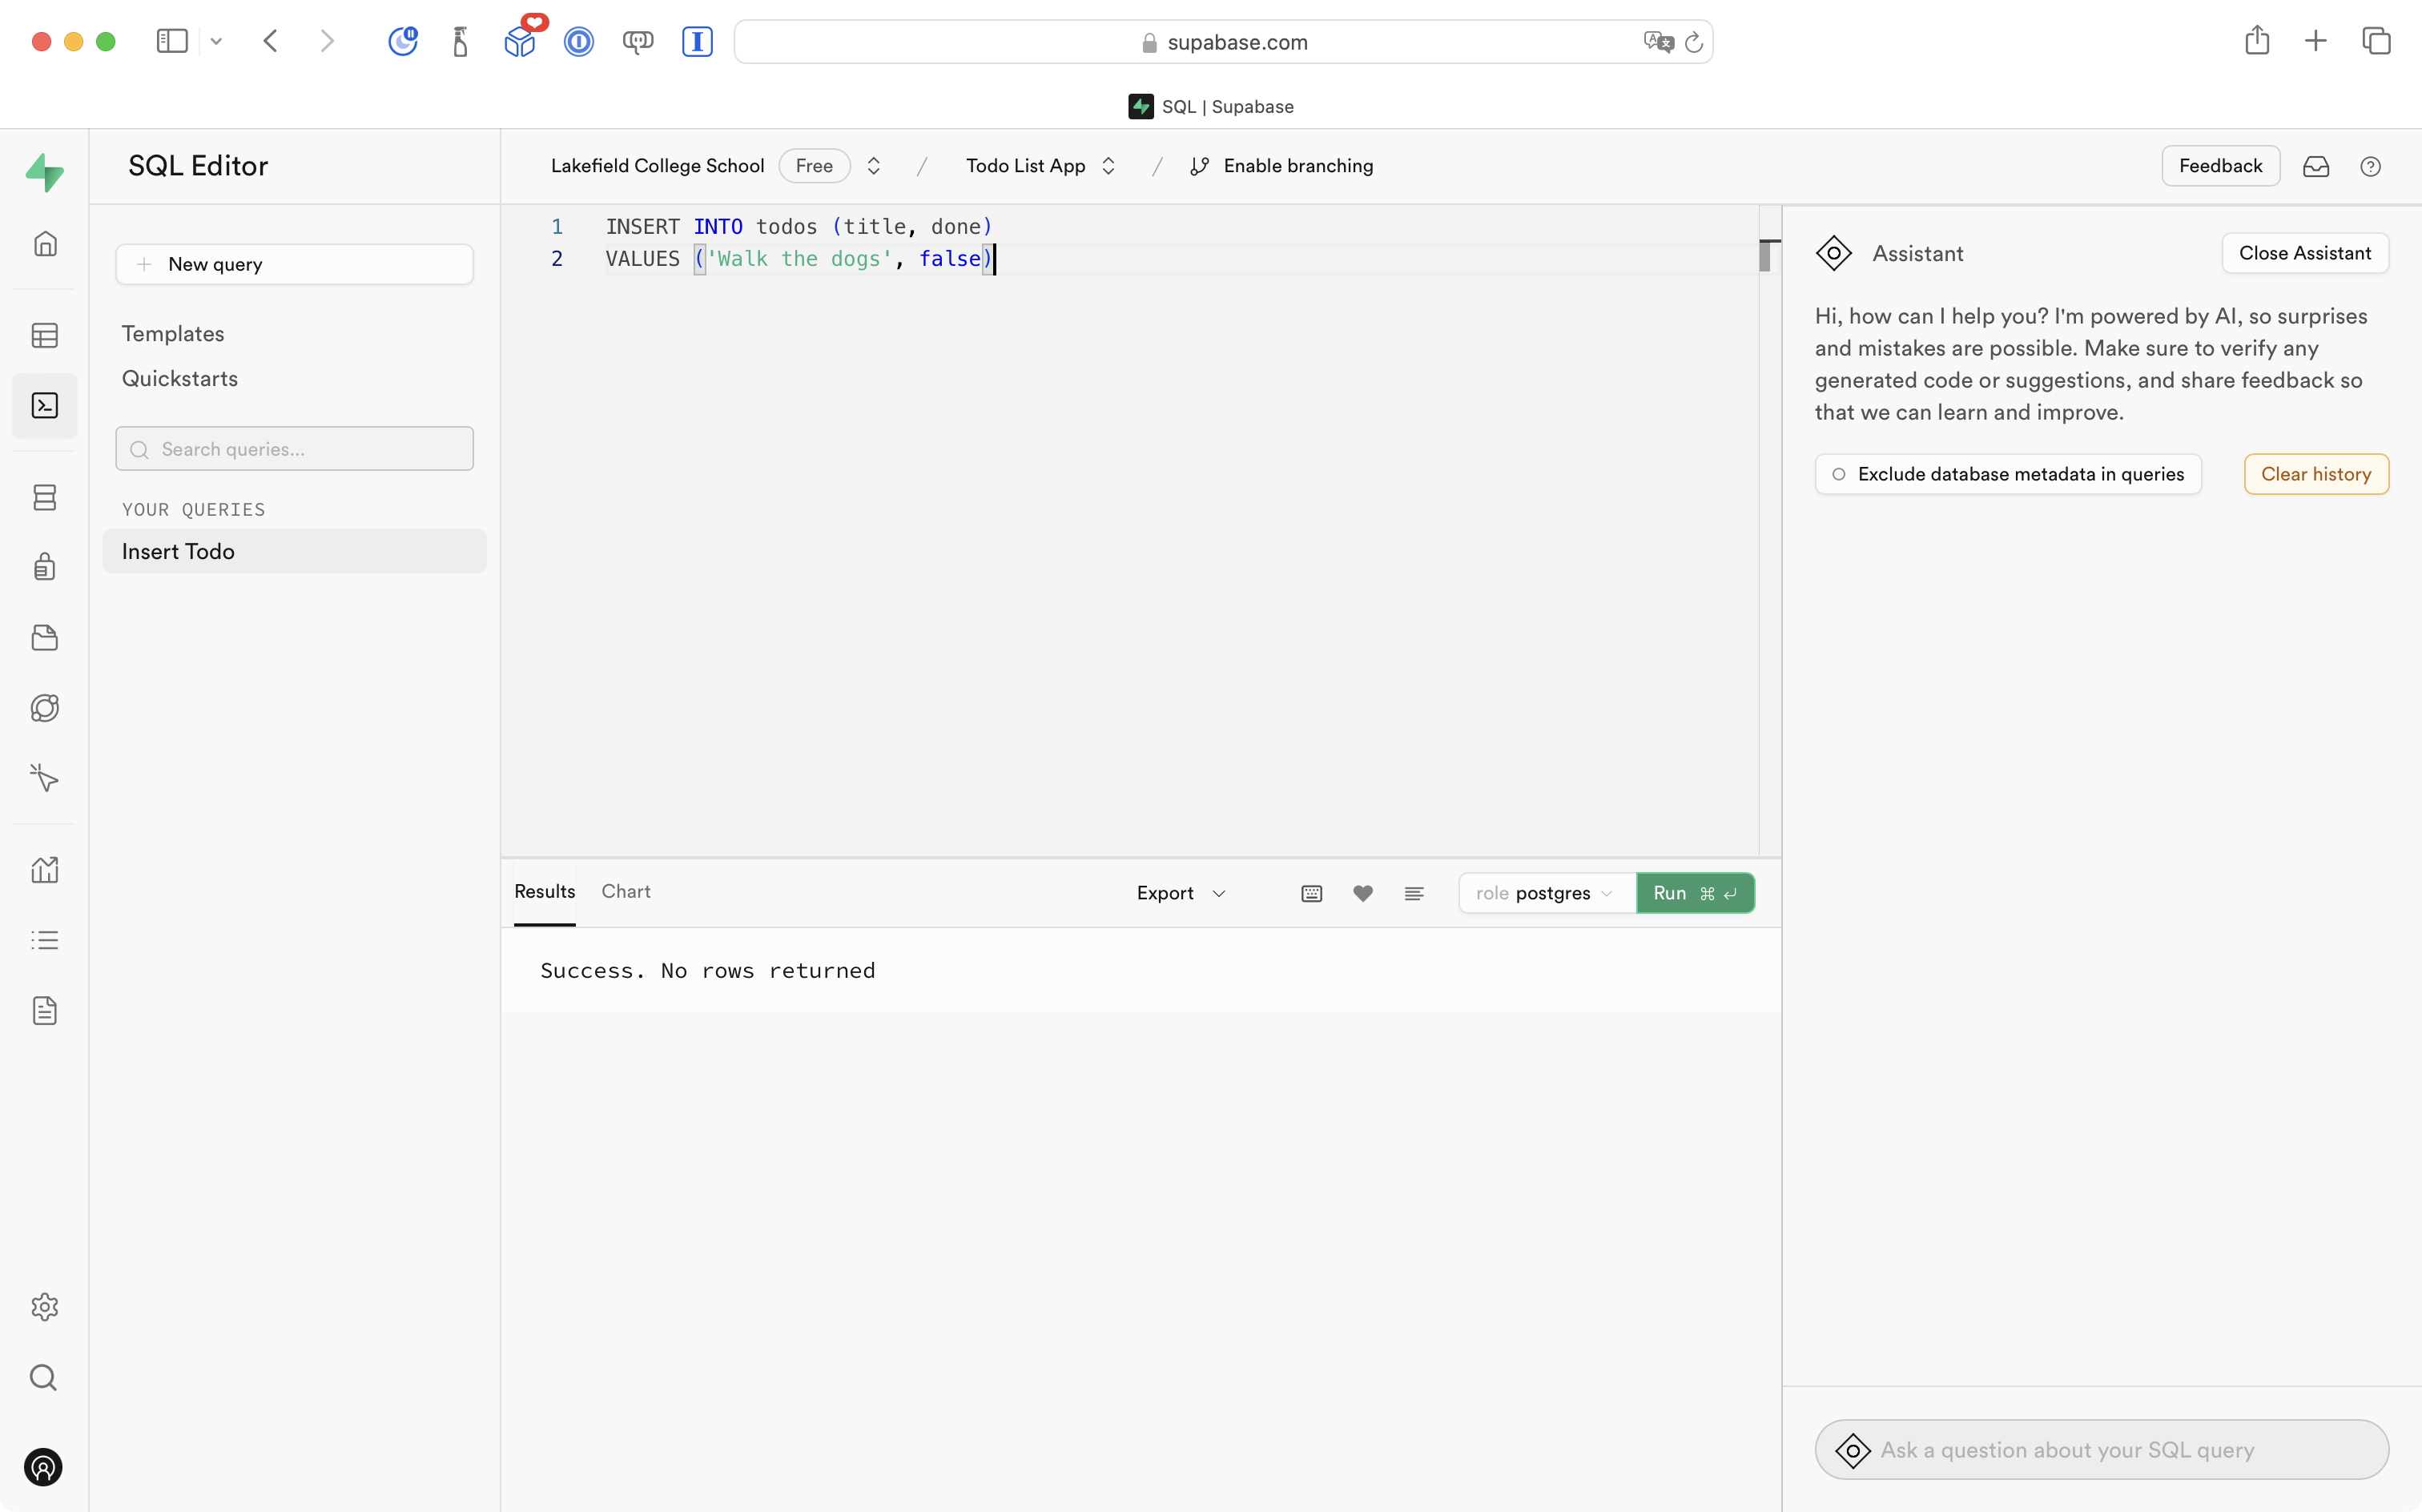 supabase.com
SQL | Supabase
SQL Editor
Lakefield College School Free / Todo List App / Enable branching
Feedback
New query
Templates
Quickstarts
Search queries...
YOUR QUERIES
Insert Todo
1 INSERT INTO todos (title, done)
2 VALUES ('Walk the dogs', false)
Results Chart Export role postgres Run ⌘ ↵
Success. No rows returned
Assistant Close Assistant
Hi, how can I help you? I'm powered by AI, so surprises
and mistakes are possible. Make sure to verify any
generated code or suggestions, and share feedback so
that we can learn and improve.
Exclude database metadata in queries Clear history
Ask a question about your SQL query